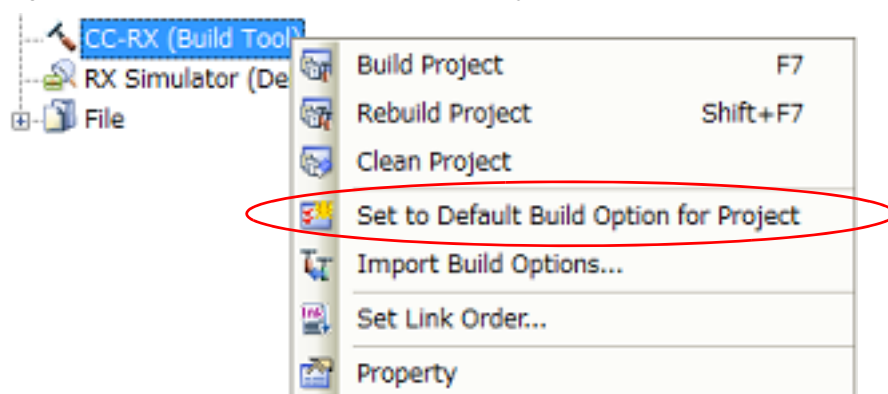 CC-RX (Build Tool)
RX Simulator (De
File
Build Project F7
Rebuild Project Shift+F7
Clean Project
Set to Default Build Option for Project
Import Build Options...
Set Link Order...
Property